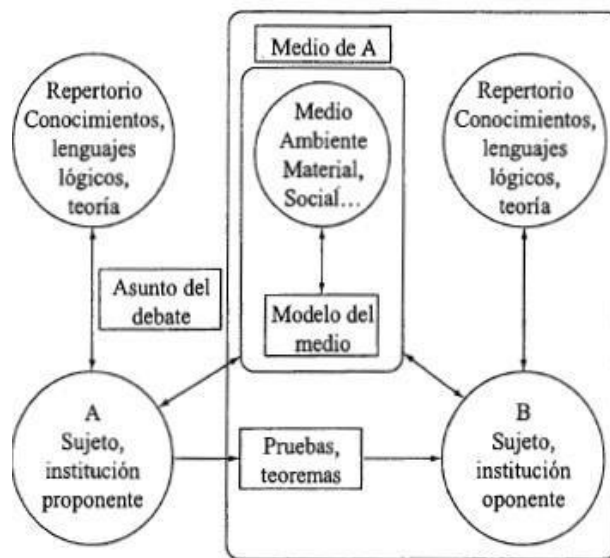 Medio de A
Repertorio
Conocimientos,
lenguajes
lógicos,
teoría
Medio
Ambiente
Material,
Social...
Repertorio
Conocimientos,
lenguajes
lógicos,
teoría
Asunto del
debate
Modelo del
medio
A
Sujeto,
institución
proponente
Pruebas,
teoremas
B
Sujeto,
institución
oponente